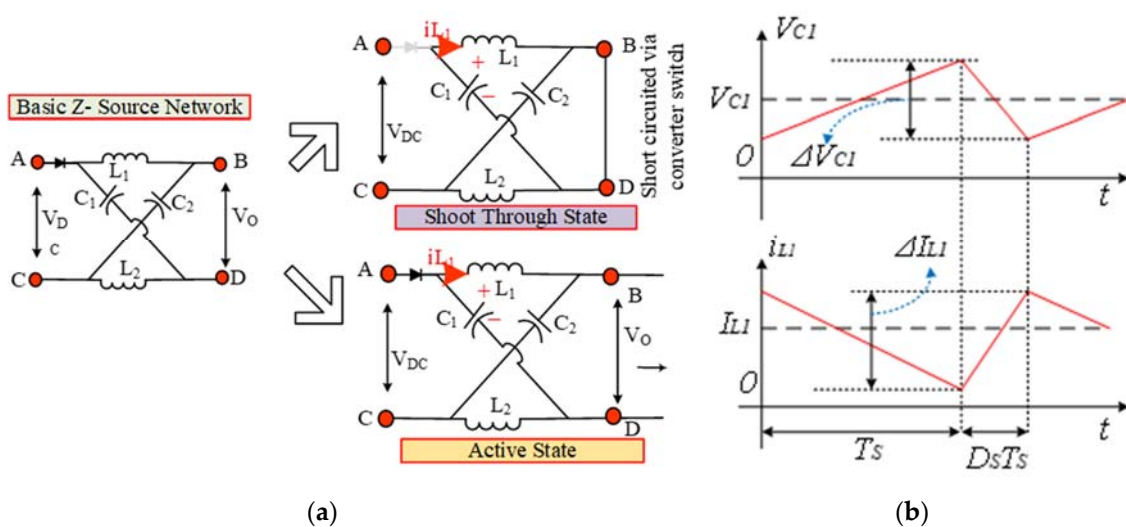 Basic Z- Source Network
A
B
L1
C1
C2
VD
C
VO
L2
C
D
A
iL1
+
L1
B
C1
−
C2
VDC
Short circuited via
converter switch
C
L2
D
Shoot Through State
A
iL1
+
L1
B
C1
−
C2
VDC
VO
C
L2
D
Active State
(a)
VC1
VC1
O
ΔVC1
t
iL1
ΔIL1
IL1
O
t
TS
DSTS
(b)